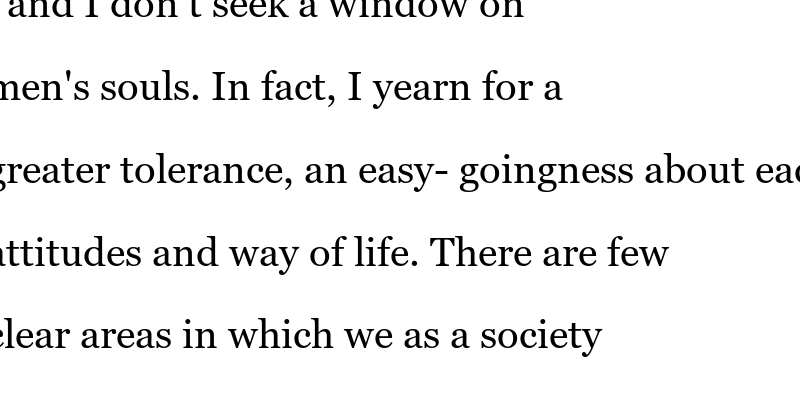 and I don't seek a window on
men's souls. In fact, I yearn for a
greater tolerance, an easy- goingness about
attitudes and way of life. There are few
clear areas in which we as a society